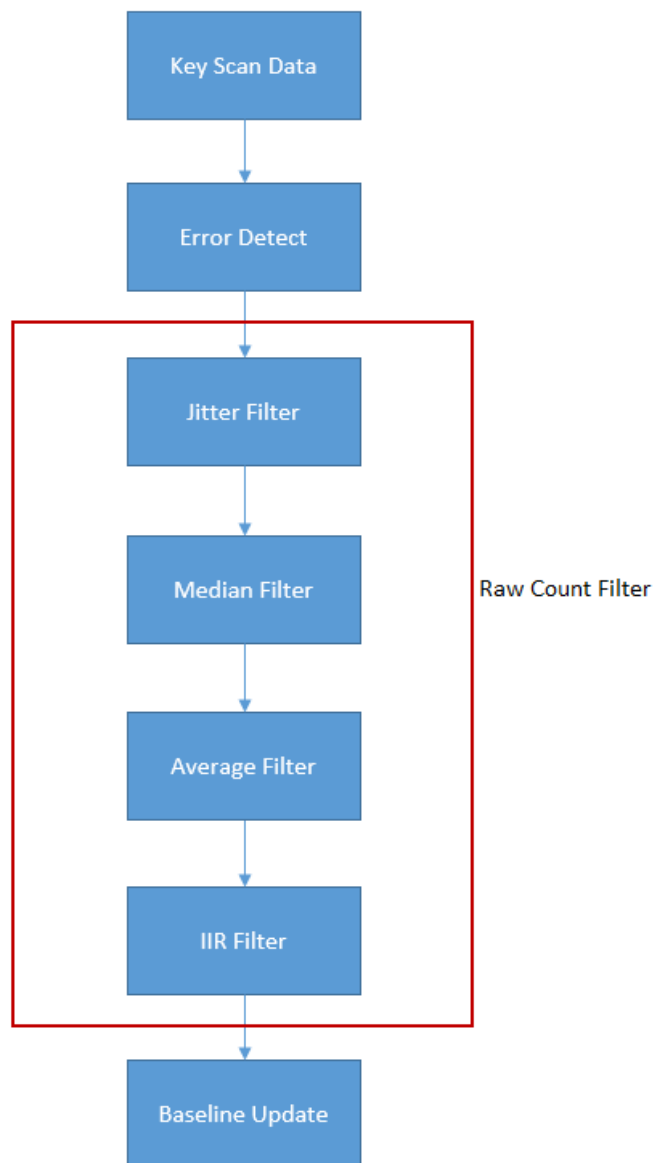 Key Scan Data
Error Detect
Jitter Filter
Median Filter
Raw Count Filter
Average Filter
IIR Filter
Baseline Update